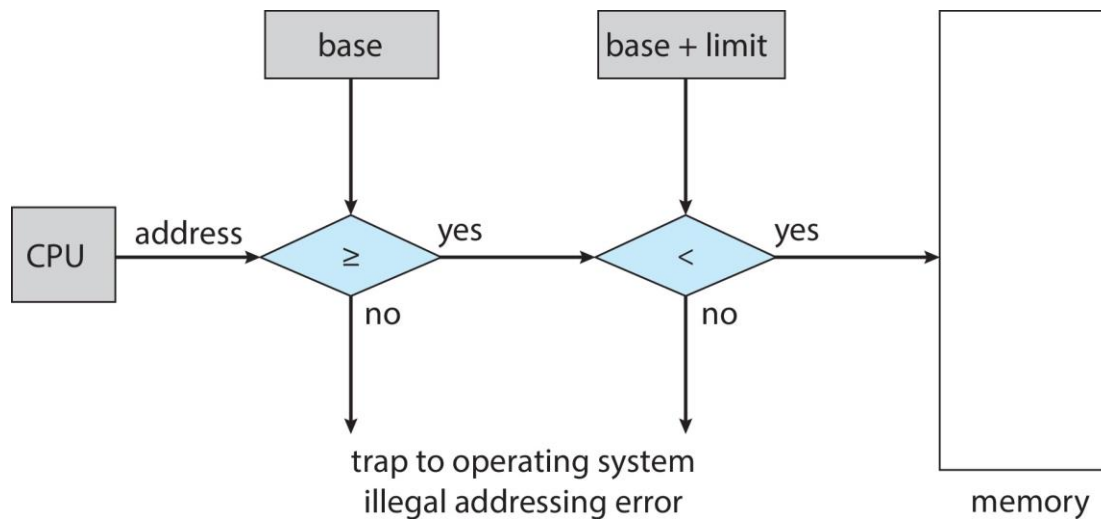 base
base + limit
CPU
address
≥
yes
<
yes
no
no
trap to operating system
illegal addressing error
memory